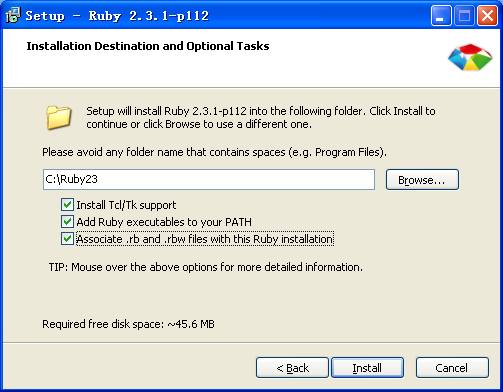 Setup - Ruby 2.3.1-p112
Installation Destination and Optional Tasks
Setup will install Ruby 2.3.1-p112 into the following folder. Click Install to
continue or click Browse to use a different one.
Please avoid any folder name that contains spaces (e.g. Program Files).
C:\Ruby23
Browse...
Install Tcl/Tk support
Add Ruby executables to your PATH
Associate .rb and .rbw files with this Ruby installation
TIP: Mouse over the above options for more detailed information.
Required free disk space: ~45.6 MB
< Back Install Cancel